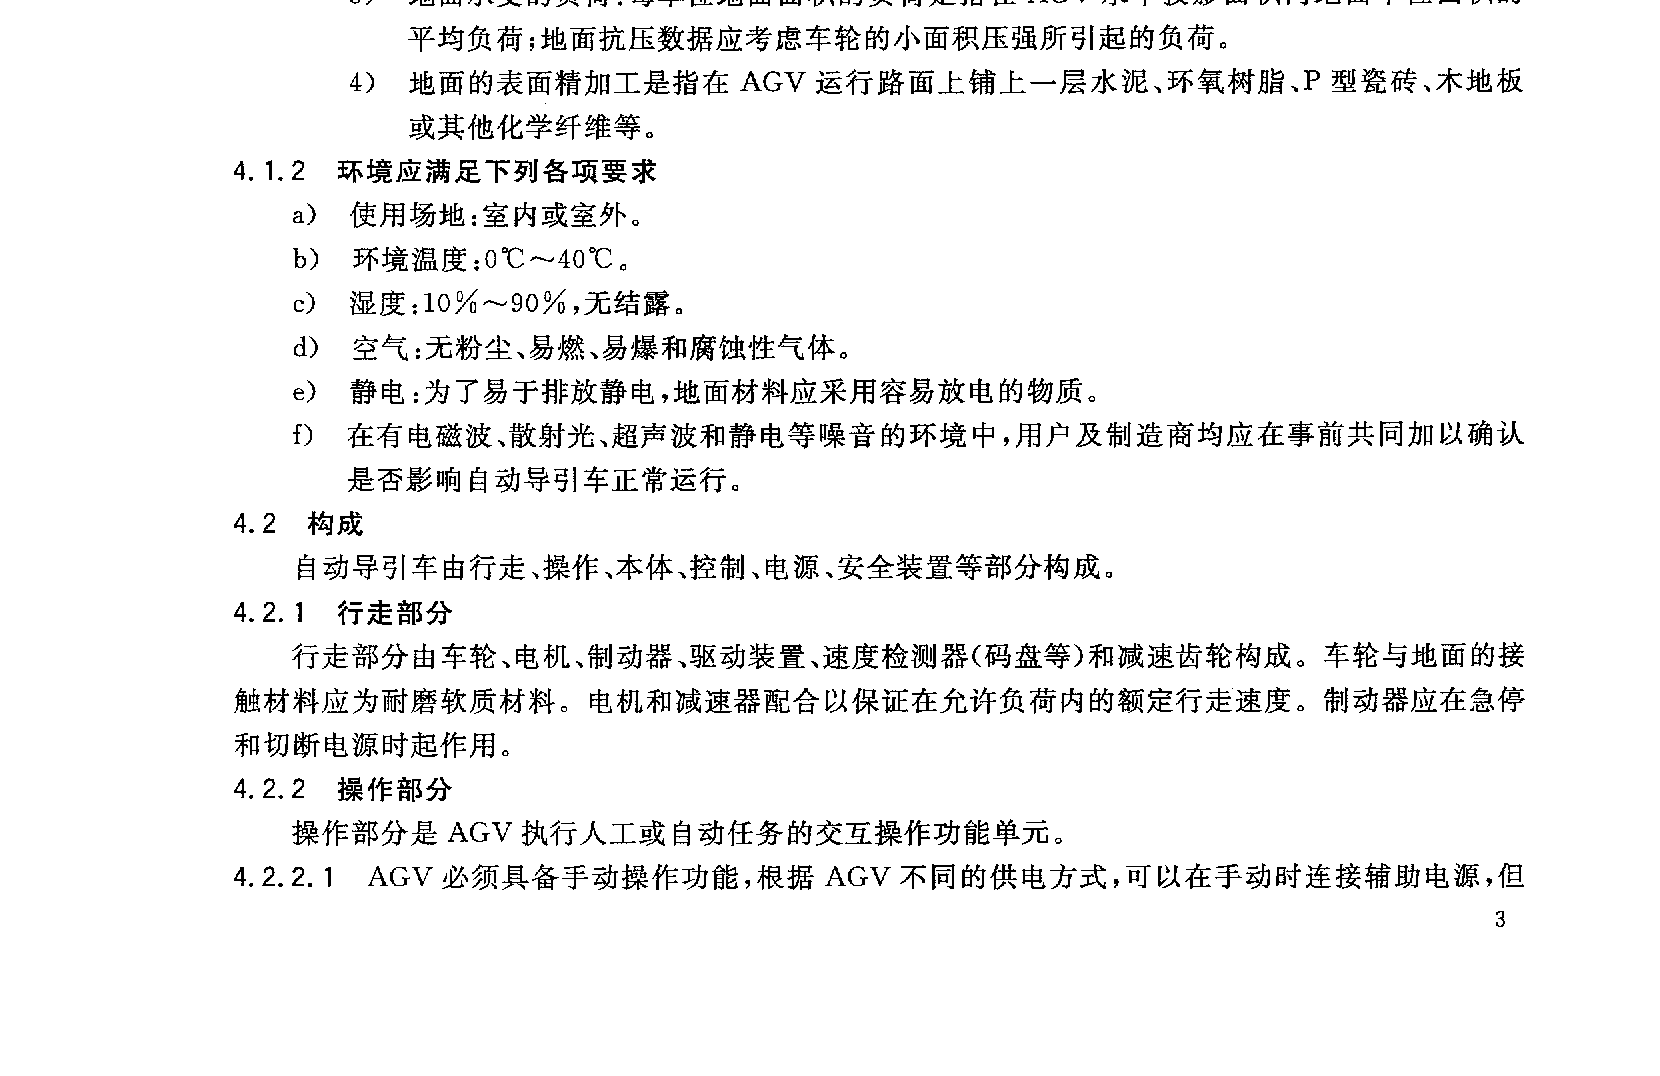 平均负荷;地面抗压数据应考虑车轮的小面积压强所引起的负荷。
4) 地面的表面精加工是指在 AGV 运行路面上铺上一层水泥、环氧树脂、P 型瓷砖、木地板
或其他化学纤维等。
4.1.2 环境应满足下列各项要求
a) 使用场地:室内或室外。
b) 环境温度:0℃～40℃。
c) 湿度:10%～90%,无结露。
d) 空气:无粉尘、易燃、易爆和腐蚀性气体。
e) 静电:为了易于排放静电,地面材料应采用容易放电的物质。
f) 在有电磁波、散射光、超声波和静电等噪音的环境中,用户及制造商均应在事前共同加以确认
是否影响自动导引车正常运行。
4.2 构成
自动导引车由行走、操作、本体、控制、电源、安全装置等部分构成。
4.2.1 行走部分
行走部分由车轮、电机、制动器、驱动装置、速度检测器(码盘等)和减速齿轮构成。车轮与地面的接
触材料应为耐磨软质材料。电机和减速器配合以保证在允许负荷内的额定行走速度。制动器应在急停
和切断电源时起作用。
4.2.2 操作部分
操作部分是 AGV 执行人工或自动任务的交互操作功能单元。
4.2.2.1 AGV 必须具备手动操作功能,根据 AGV 不同的供电方式,可以在手动时连接辅助电源,但
3